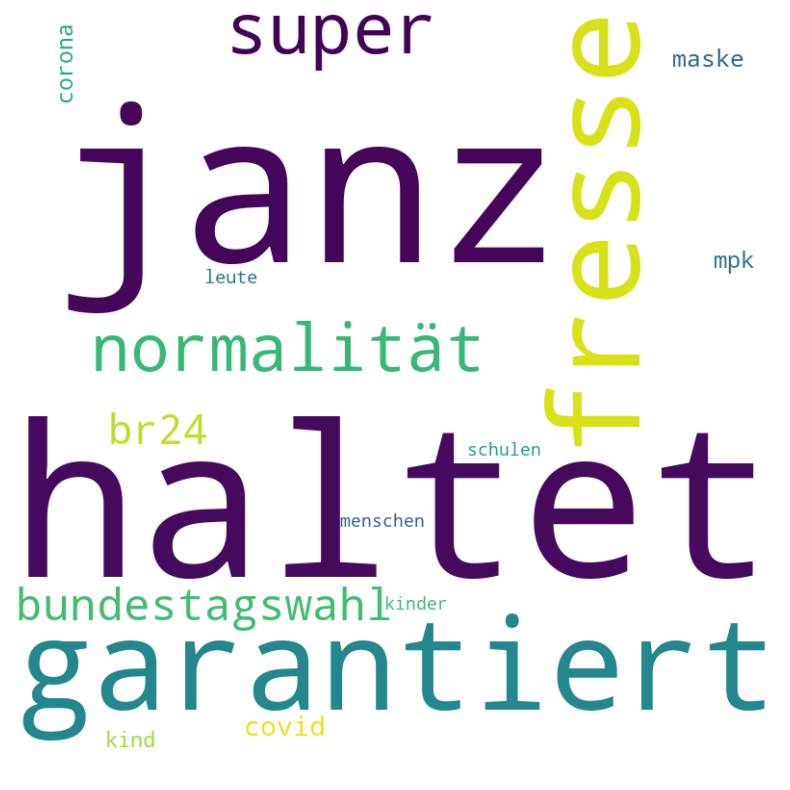 super
corona
maske
janz
fresse
mpk
leute
normalität
br24
schulen
haltet
menschen
bundestagswahl
kinder
garantiert
covid
kind